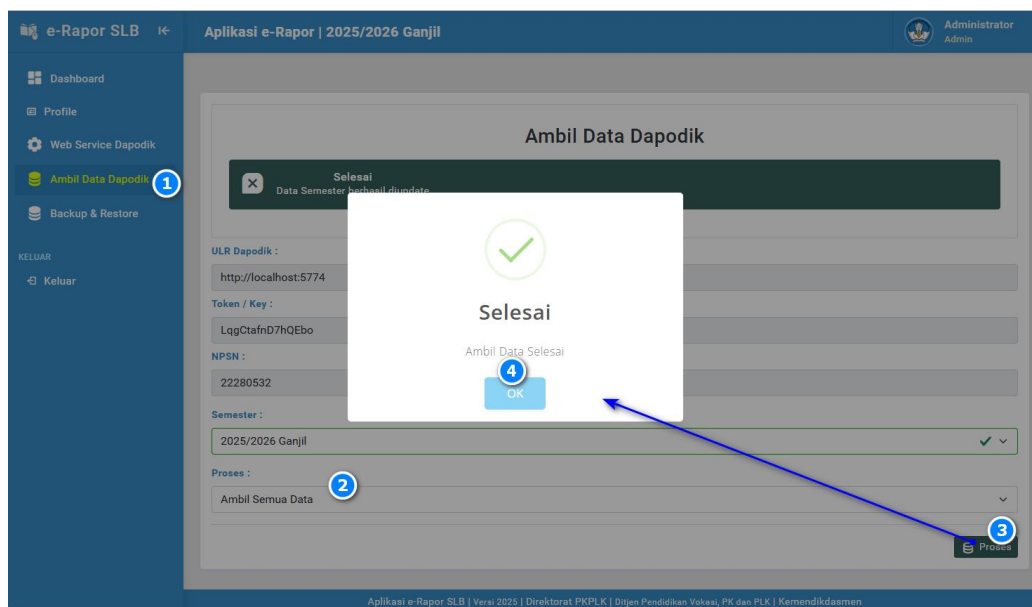 e-Rapor SLB
Aplikasi e-Rapor | 2025/2026 Ganjil
Administrator
Admin
Dashboard
Profile
Web Service Dapodik
Ambil Data Dapodik
1
Backup & Restore
KELUAR
Keluar
Ambil Data Dapodik
Selesai
Data Semester berhasil diupdate
ULR Dapodik :
http://localhost:5774
Token / Key :
LqgCtafnD7hQEbo
NPSN :
22280532
Semester :
2025/2026 Ganjil
Proses :
2
Ambil Semua Data
3
Proses
Selesai
Ambil Data Selesai
4
OK
Aplikasi e-Rapor SLB | Versi 2025 | Direktorat PKPLK | Ditjen Pendidikan Vokasi, PK dan PLK | Kemendikdasmen